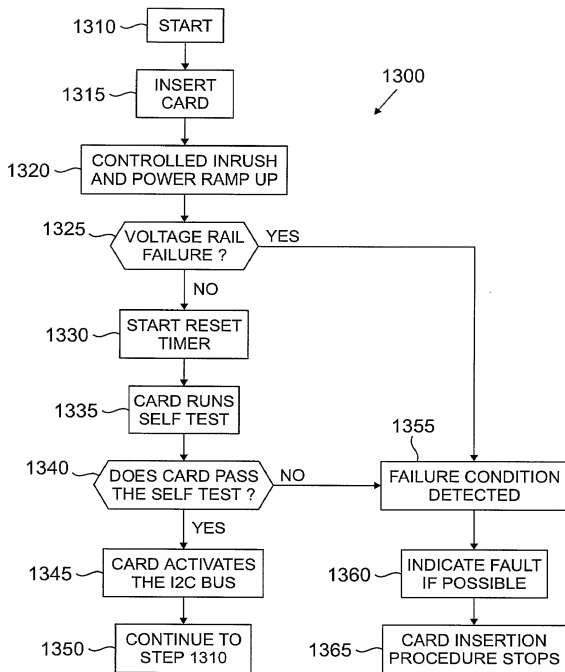 1310
START
1300
1315
INSERT
CARD
1320
CONTROLLED INRUSH
AND POWER RAMP UP
1325
VOLTAGE RAIL
FAILURE ?
YES
NO
1330
START RESET
TIMER
1335
CARD RUNS
SELF TEST
1340
DOES CARD PASS
THE SELF TEST ?
NO
YES
1355
FAILURE CONDITION
DETECTED
1345
CARD ACTIVATES
THE I2C BUS
1360
INDICATE FAULT
IF POSSIBLE
1350
CONTINUE TO
STEP 1310
1365
CARD INSERTION
PROCEDURE STOPS